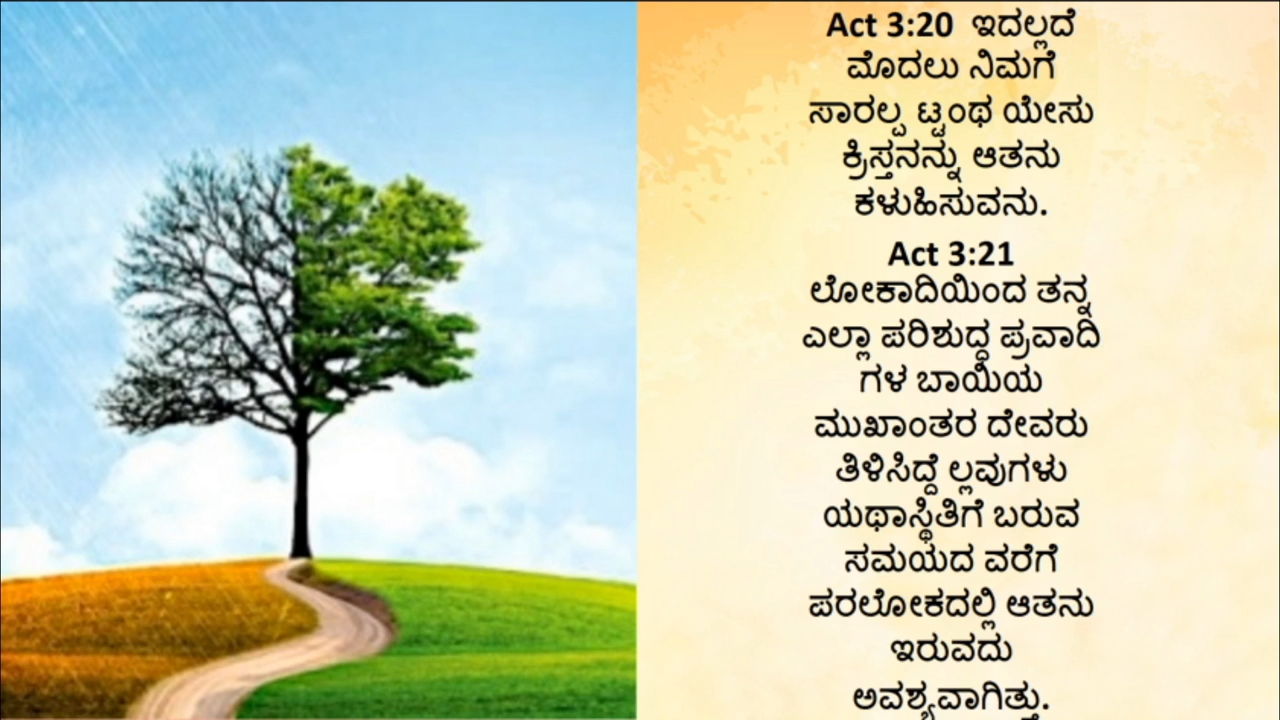 Act 3:20 ಇದಲ್ಲದೆ
ಮೊದಲು ನಿಮಗೆ
ಸಾರಲ್ಪ ಟ್ಟಂಥ ಯೇಸು
ಕ್ರಿಸ್ತನನ್ನು ಆತನು
ಕಳುಹಿಸುವನು.
Act 3:21
ಲೋಕಾದಿಯಿಂದ ತನ್ನ
ಎಲ್ಲಾ ಪರಿಶುದ್ಧ ಪ್ರವಾದಿ
ಗಳ ಬಾಯಿಯ
ಮುಖಾಂತರ ದೇವರು
ತಿಳಿಸಿದ್ದೆ ಲ್ಲವುಗಳು
ಯಥಾಸ್ಥಿತಿಗೆ ಬರುವ
ಸಮಯದ ವರೆಗೆ
ಪರಲೋಕದಲ್ಲಿ ಆತನು
ಇರುವದು
ಅವಶ್ಯವಾಗಿತ್ತು.